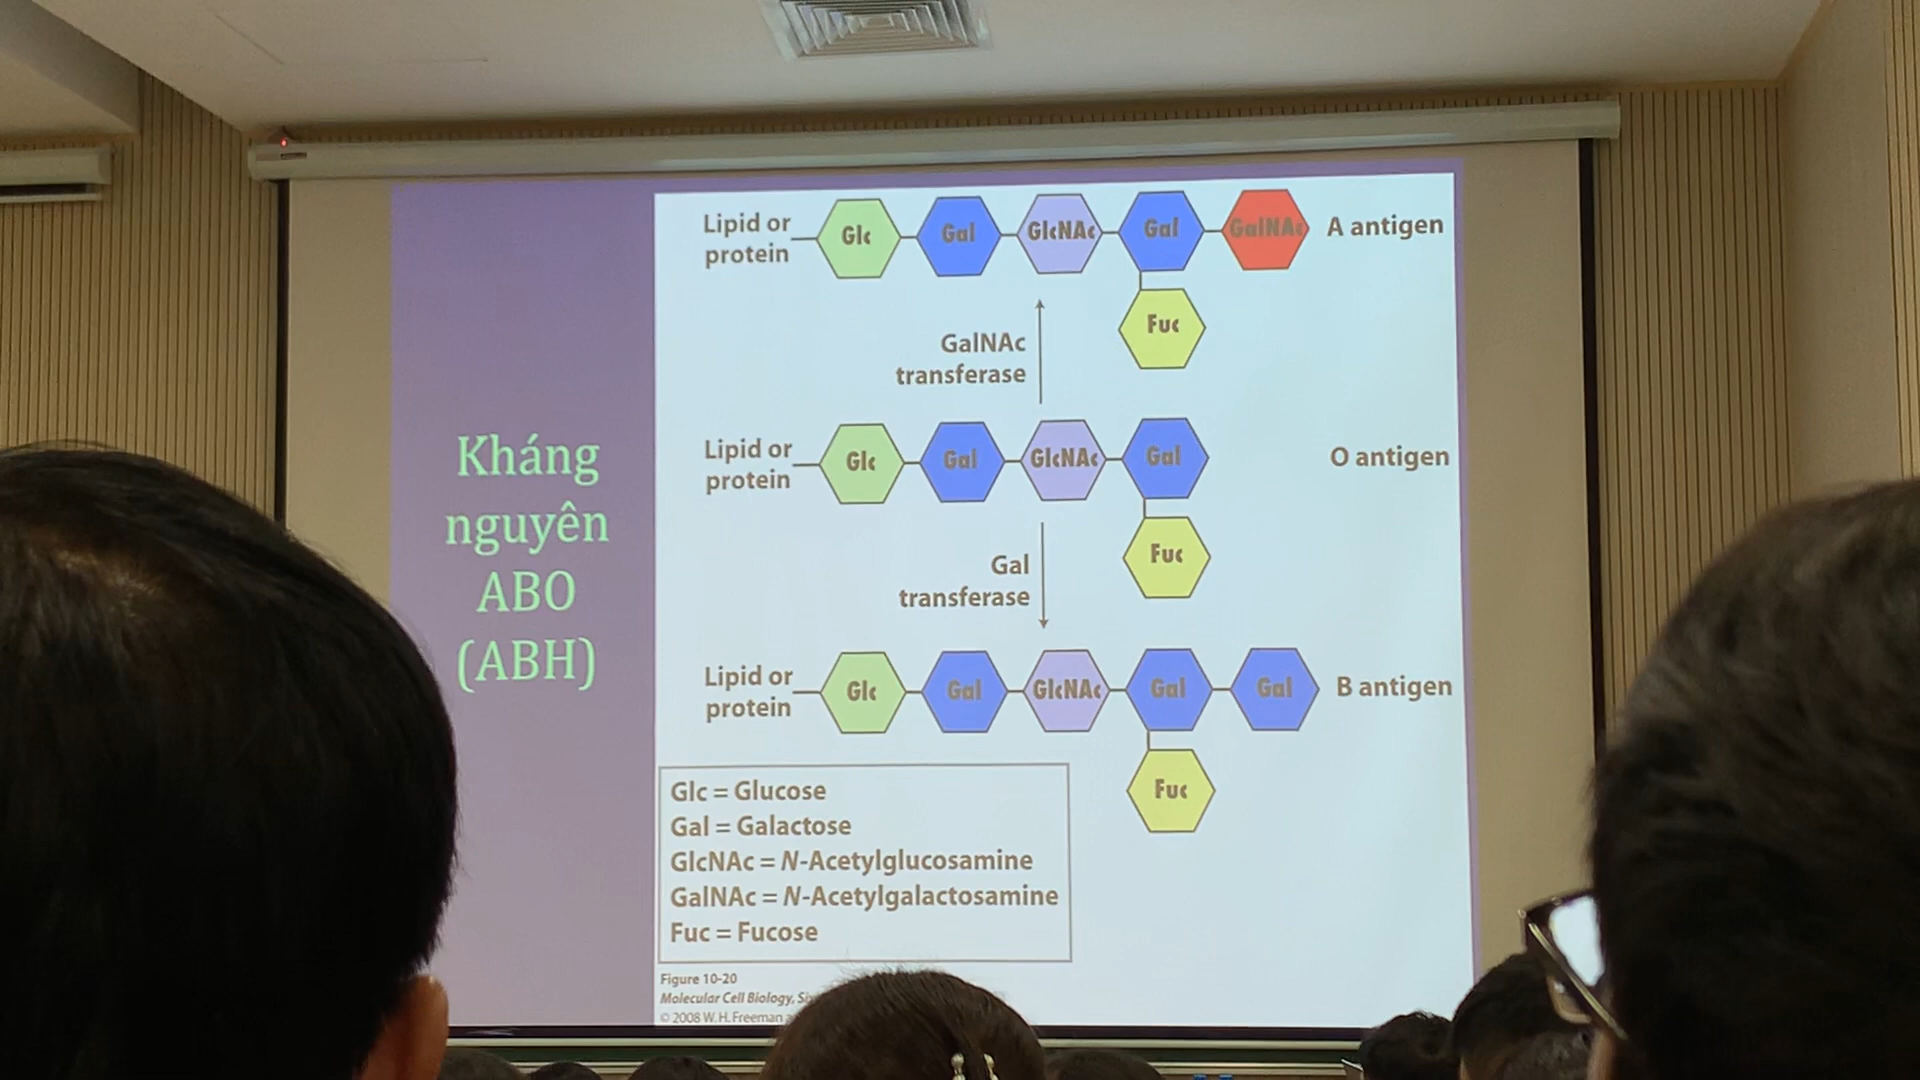 Kháng
nguyên
ABO
(ABH)
Lipid or
protein
Glc
Gal
GlcNAc
Gal
GalNAc
A antigen
Fuc
GalNAc
transferase
Lipid or
protein
Glc
Gal
GlcNAc
Gal
O antigen
Fuc
Gal
transferase
Lipid or
protein
Glc
Gal
GlcNAc
Gal
Gal
B antigen
Fuc
Glc = Glucose
Gal = Galactose
GlcNAc = N-Acetylglucosamine
GalNAc = N-Acetylgalactosamine
Fuc = Fucose
Figure 10-20
Molecular Cell Biology,
© 2008 W. H. Freeman